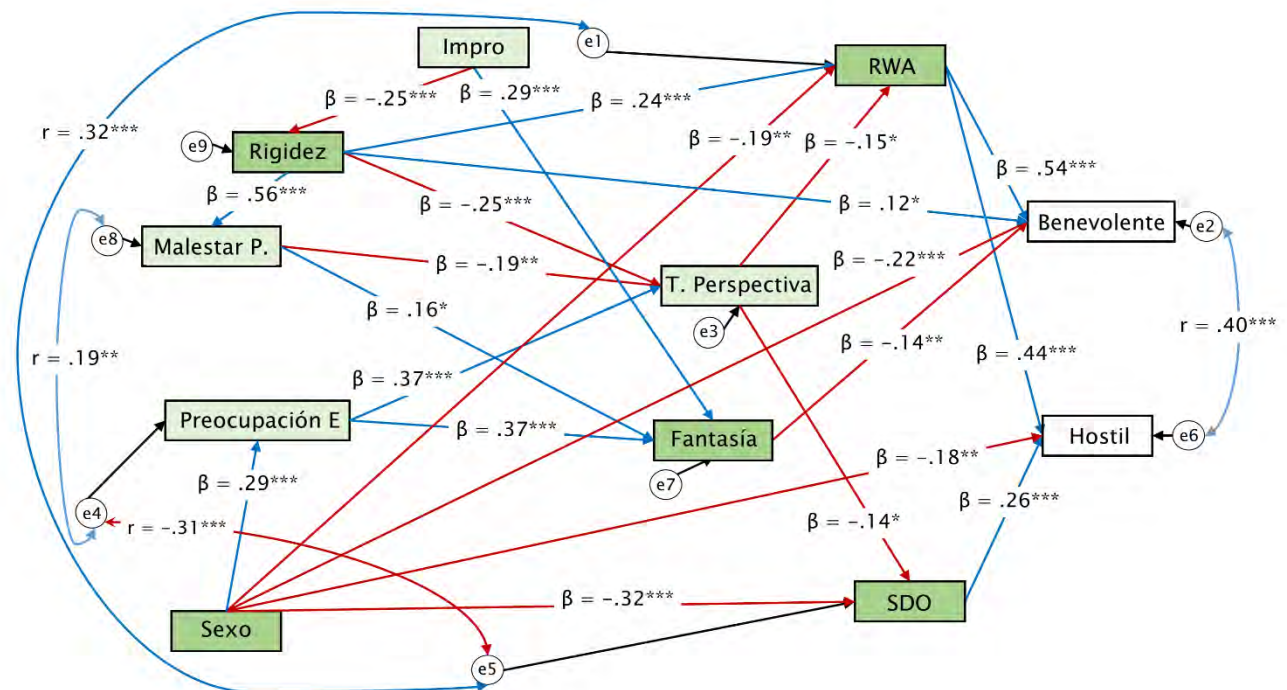 e1
Impro
RWA
β = –.25***
β = .29***
β = .24***
r = .32***
β = –.19**
β = –.15*
e9
Rigidez
β = .54***
β = .56***
β = –.25***
β = .12*
Benevolente
e2
e8
Malestar P.
β = –.19**
β = –.22***
T. Perspectiva
β = .16*
e3
r = .40***
β = –.14**
r = .19**
β = .44***
β = .37***
Preocupación E
β = .37***
Fantasía
Hostil
e6
β = –.18**
β = .29***
e7
β = .26***
e4
r = –.31***
β = –.14*
β = –.32***
SDO
Sexo
e5